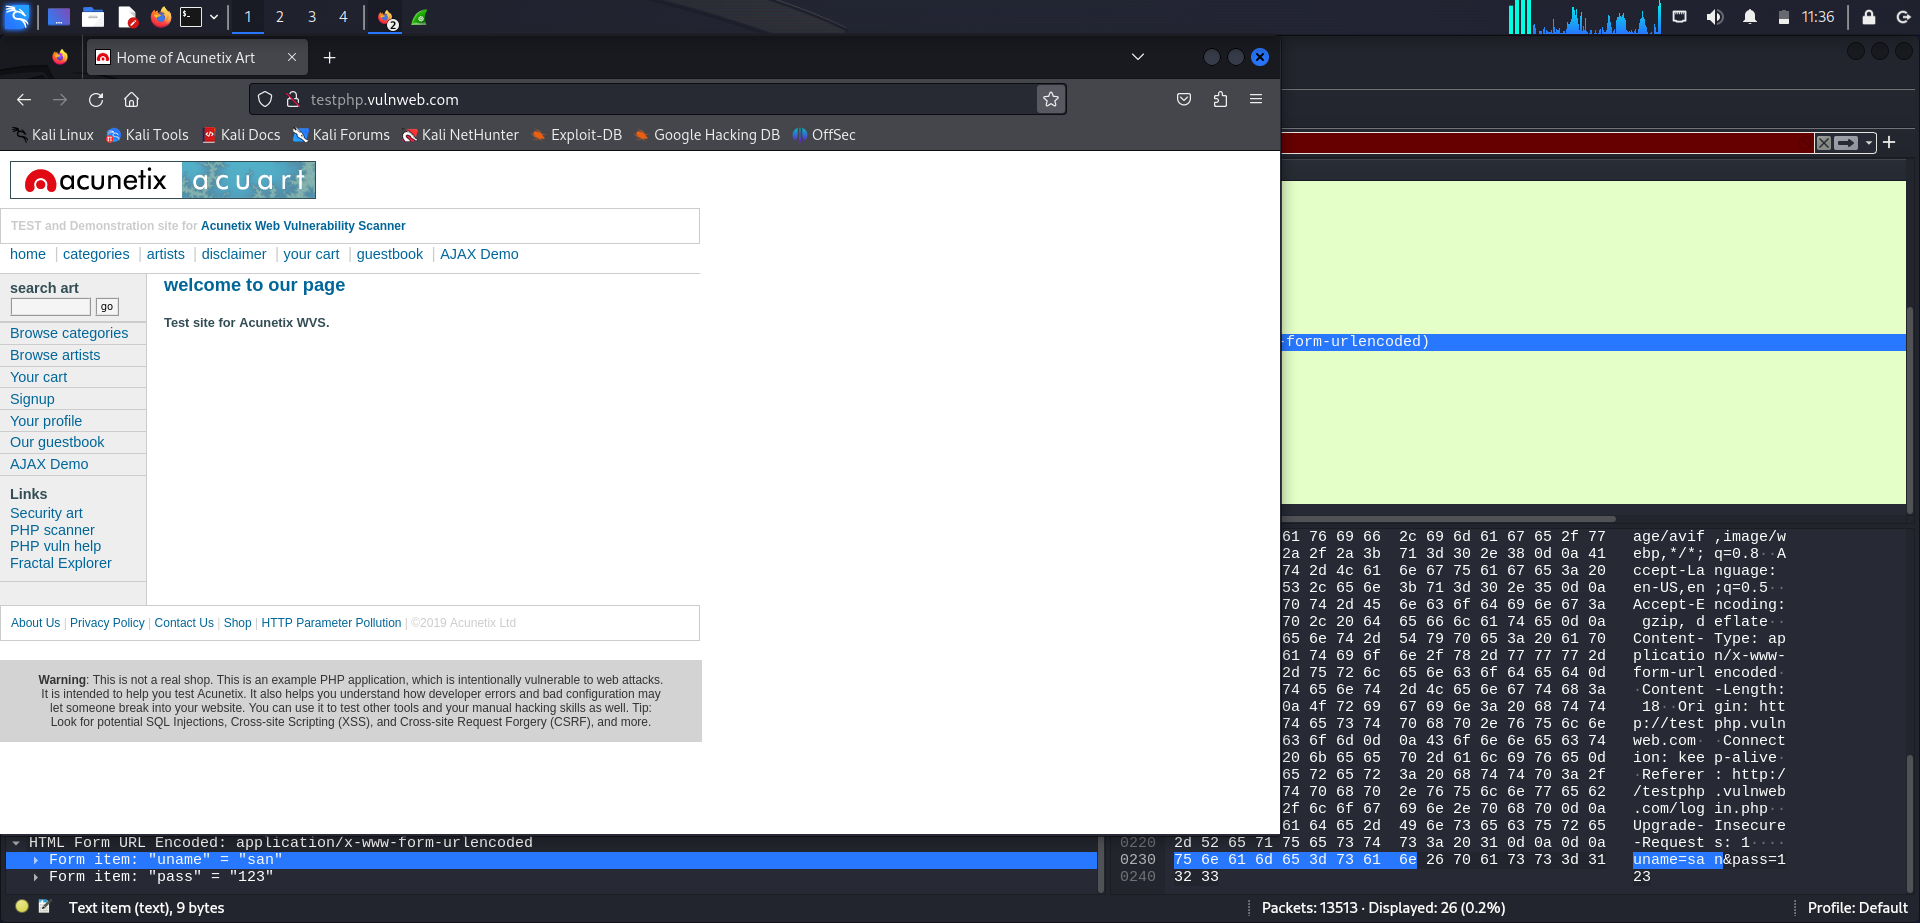 1 2 3 4 2 11:36
Home of Acunetix Art
testphp.vulnweb.com
Kali Linux Kali Tools Kali Docs Kali Forums Kali NetHunter Exploit-DB Google Hacking DB OffSec
acunetix acuart
TEST and Demonstration site for Acunetix Web Vulnerability Scanner
home | categories | artists | disclaimer | your cart | guestbook | AJAX Demo
search art
go
Browse categories
Browse artists
Your cart
Signup
Your profile
Our guestbook
AJAX Demo
Links
Security art
PHP scanner
PHP vuln help
Fractal Explorer
welcome to our page
Test site for Acunetix WVS.
About Us | Privacy Policy | Contact Us | Shop | HTTP Parameter Pollution | ©2019 Acunetix Ltd
Warning: This is not a real shop. This is an example PHP application, which is intentionally vulnerable to web attacks.
It is intended to help you test Acunetix. It also helps you understand how developer errors and bad configuration may
let someone break into your website. You can use it to test other tools and your manual hacking skills as well. Tip:
Look for potential SQL Injections, Cross-site Scripting (XSS), and Cross-site Request Forgery (CSRF), and more.
-form-urlencoded)
61 76 69 66 2c 69 6d 61 67 65 2f 77 age/avif ,image/w
2a 2f 2a 3b 71 3d 30 2e 38 0d 0a 41 ebp,*/*; q=0.8··A
74 2d 4c 61 6e 67 75 61 67 65 3a 20 ccept-La nguage:
53 2c 65 6e 3b 71 3d 30 2e 35 0d 0a en-US,en ;q=0.5··
70 74 2d 45 6e 63 6f 64 69 6e 67 3a Accept-E ncoding:
70 2c 20 64 65 66 6c 61 74 65 0d 0a gzip, d eflate··
65 6e 74 2d 54 79 70 65 3a 20 61 70 Content- Type: ap
61 74 69 6f 6e 2f 78 2d 77 77 77 2d plicatio n/x-www-
2d 75 72 6c 65 6e 63 6f 64 65 64 0d form-url encoded·
74 65 6e 74 2d 4c 65 6e 67 74 68 3a ·Content -Length:
0a 4f 72 69 67 69 6e 3a 20 68 74 74 18··Ori gin: htt
74 65 73 74 70 68 70 2e 76 75 6c 6e p://test php.vuln
63 6f 6d 0d 0a 43 6f 6e 6e 65 63 74 web.com· ·Connect
20 6b 65 65 70 2d 61 6c 69 76 65 0d ion: kee p-alive·
65 72 65 72 3a 20 68 74 74 70 3a 2f ·Referer : http:/
74 70 68 70 2e 76 75 6c 6e 77 65 62 /testphp .vulnweb
2f 6c 6f 67 69 6e 2e 70 68 70 0d 0a .com/log in.php··
61 64 65 2d 49 6e 73 65 63 75 72 65 Upgrade- Insecure
0220 2d 52 65 71 75 65 73 74 73 3a 20 31 0d 0a 0d 0a -Request s: 1····
0230 75 6e 61 6d 65 3d 73 61 6e 26 70 61 73 73 3d 31 uname=sa n&pass=1
0240 32 33 23
HTML Form URL Encoded: application/x-www-form-urlencoded
Form item: "uname" = "san"
Form item: "pass" = "123"
Text item (text), 9 bytes Packets: 13513 · Displayed: 26 (0.2%) Profile: Default